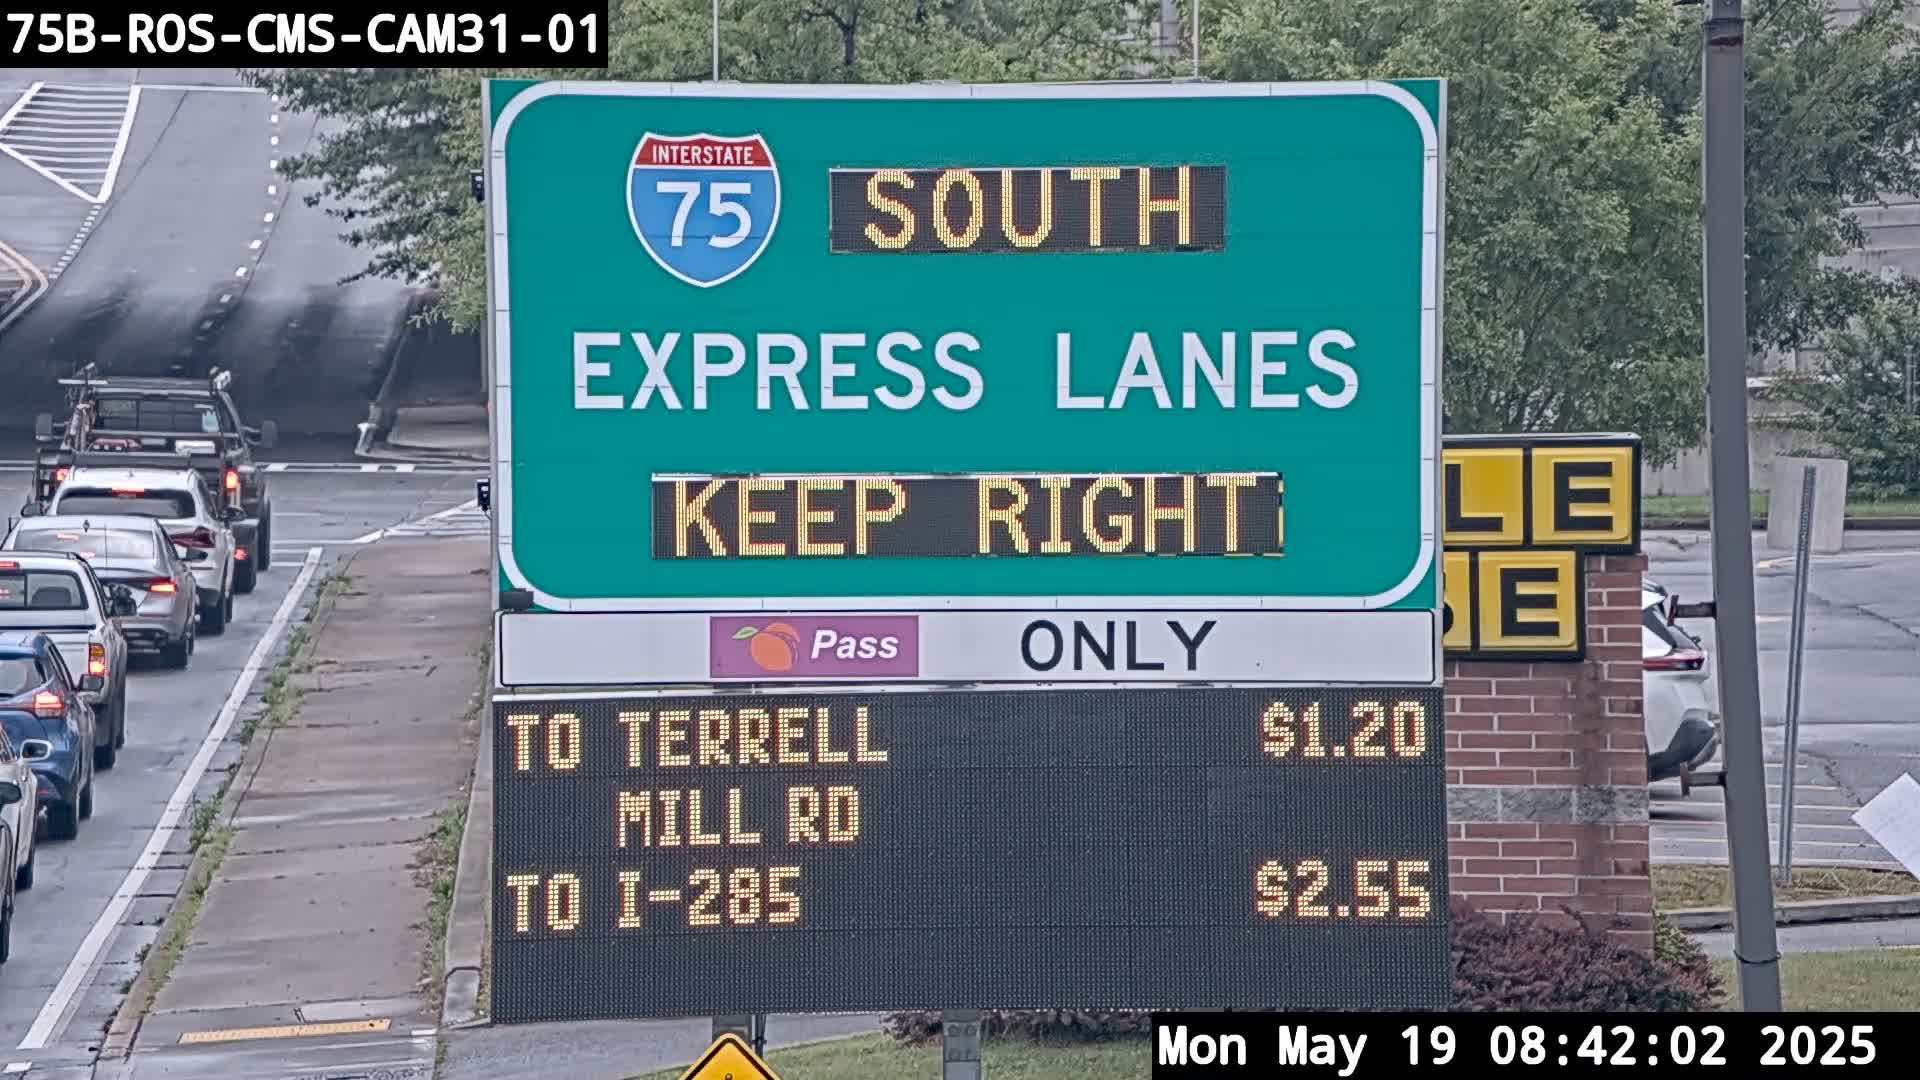 75B-ROS-CMS-CAM31-01
INTERSTATE
75
SOUTH
EXPRESS LANES
KEEP RIGHT
Pass ONLY
TO TERRELL $1.20
MILL RD
TO I-285 $2.55
LE
E
Mon May 19 08:42:02 2025